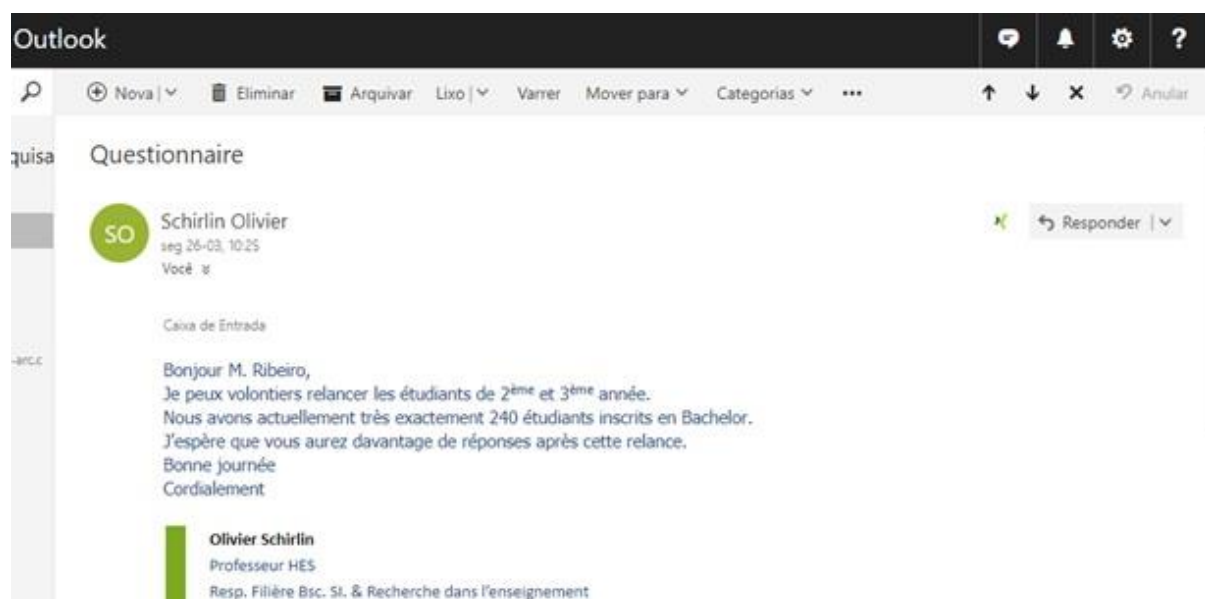 Outlook
Nova | Eliminar Arquivar Lixo | Varrer Mover para Categorias ... Anular
quisa
Questionnaire
SO
Schirlin Olivier
seg 26-03, 10:25
Você
Responder |
Caixa de Entrada
-arc.c
Bonjour M. Ribeiro,
Je peux volontiers relancer les étudiants de 2ème et 3ème année.
Nous avons actuellement très exactement 240 étudiants inscrits en Bachelor.
J'espère que vous aurez davantage de réponses après cette relance.
Bonne journée
Cordialement
Olivier Schirlin
Professeur HES
Resp. Filière Bsc. SI. & Recherche dans l'enseignement